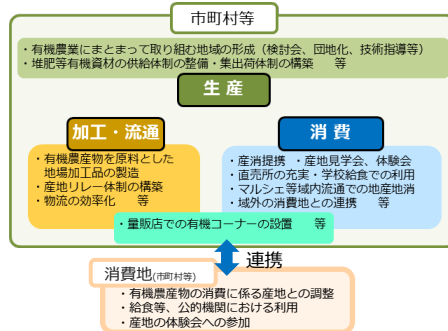 市町村等
・有機農業にまとまって取り組む地域の形成（検討会、団地化、技術指導等）
・堆肥等有機資材の供給体制の整備・集出荷体制の構築　等
生 産
加工・流通
・有機農産物を原料とした
地場加工品の製造
・産地リレー体制の構築
・物流の効率化　等
消 費
・産消提携　・産地見学会、体験会
・直売所の充実・学校給食での利用
・マルシェ等域内流通での地産地消
・域外の消費地との連携　等
・量販店での有機コーナーの設置　等
連携
消費地(市町村等)
・有機農産物の消費に係る産地との調整
・給食等、公的機関における利用
・産地の体験会への参加